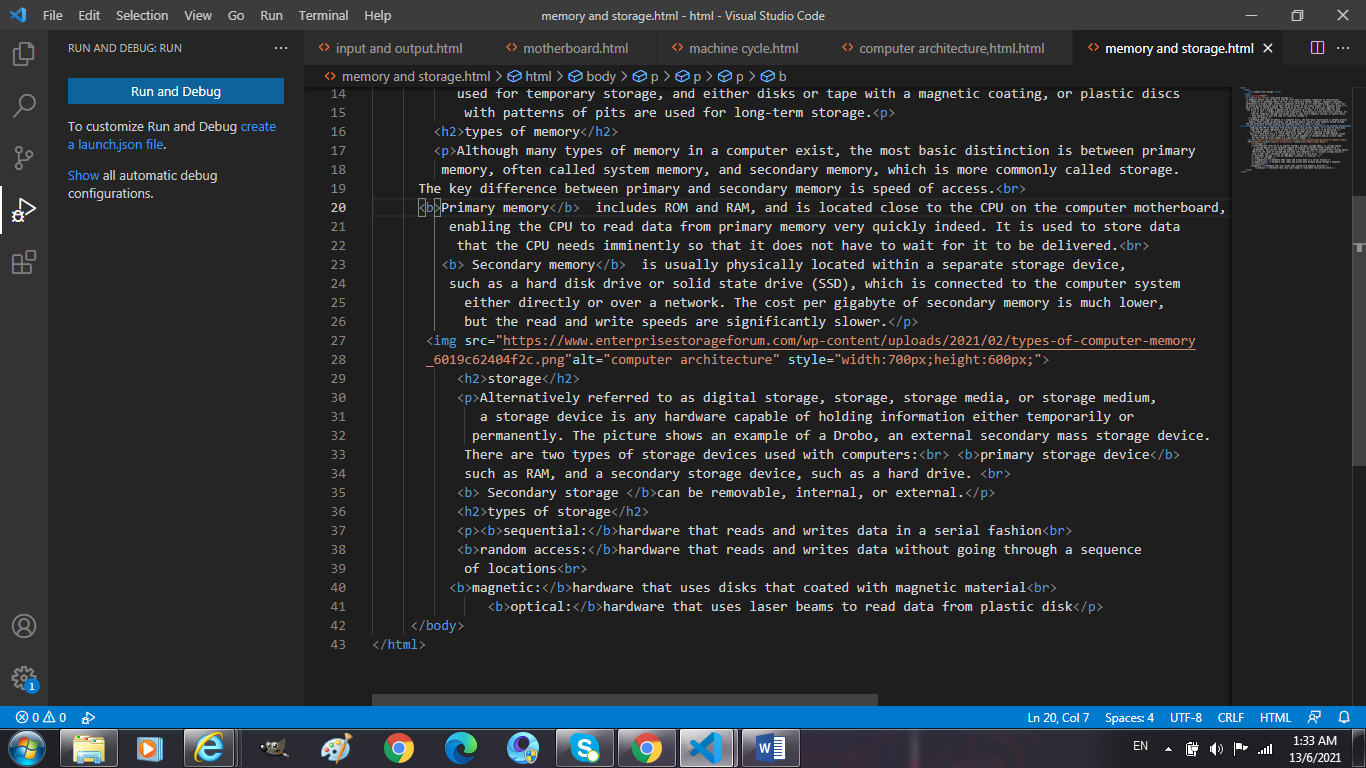 File Edit Selection View Go Run Terminal Help memory and storage.html - html - Visual Studio Code
RUN AND DEBUG: RUN ···
Run and Debug
To customize Run and Debug create
a launch.json file.
Show all automatic debug
configurations.
1
input and output.html motherboard.html machine cycle.html computer architecture,html.html memory and storage.html
memory and storage.html > html > body > p > p > p > b
14 used for temporary storage, and either disks or tape with a magnetic coating, or plastic discs
15 with patterns of pits are used for long-term storage.<p>
16 <h2>types of memory</h2>
17 <p>Although many types of memory in a computer exist, the most basic distinction is between primary
18 memory, often called system memory, and secondary memory, which is more commonly called storage.
19 The key difference between primary and secondary memory is speed of access.<br>
20 <b>Primary memory</b>  includes ROM and RAM, and is located close to the CPU on the computer motherboard,
21 enabling the CPU to read data from primary memory very quickly indeed. It is used to store data
22 that the CPU needs imminently so that it does not have to wait for it to be delivered.<br>
23 <b> Secondary memory</b>  is usually physically located within a separate storage device,
24 such as a hard disk drive or solid state drive (SSD), which is connected to the computer system
25 either directly or over a network. The cost per gigabyte of secondary memory is much lower,
26 but the read and write speeds are significantly slower.</p>
27 <img src="https://www.enterprisestorageforum.com/wp-content/uploads/2021/02/types-of-computer-memory
28 _6019c62404f2c.png"alt="computer architecture" style="width:700px;height:600px;">
29 <h2>storage</h2>
30 <p>Alternatively referred to as digital storage, storage, storage media, or storage medium,
31 a storage device is any hardware capable of holding information either temporarily or
32 permanently. The picture shows an example of a Drobo, an external secondary mass storage device.
33 There are two types of storage devices used with computers:<br> <b>primary storage device</b>
34 such as RAM, and a secondary storage device, such as a hard drive. <br>
35 <b> Secondary storage </b>can be removable, internal, or external.</p>
36 <h2>types of storage</h2>
37 <p><b>sequential:</b>hardware that reads and writes data in a serial fashion<br>
38 <b>random access:</b>hardware that reads and writes data without going through a sequence
39 of locations<br>
40 <b>magnetic:</b>hardware that uses disks that coated with magnetic material<br>
41 <b>optical:</b>hardware that uses laser beams to read data from plastic disk</p>
42 </body>
43 </html>
0 0 Ln 20, Col 7 Spaces: 4 UTF-8 CRLF HTML
EN 1:33 AM
13/6/2021